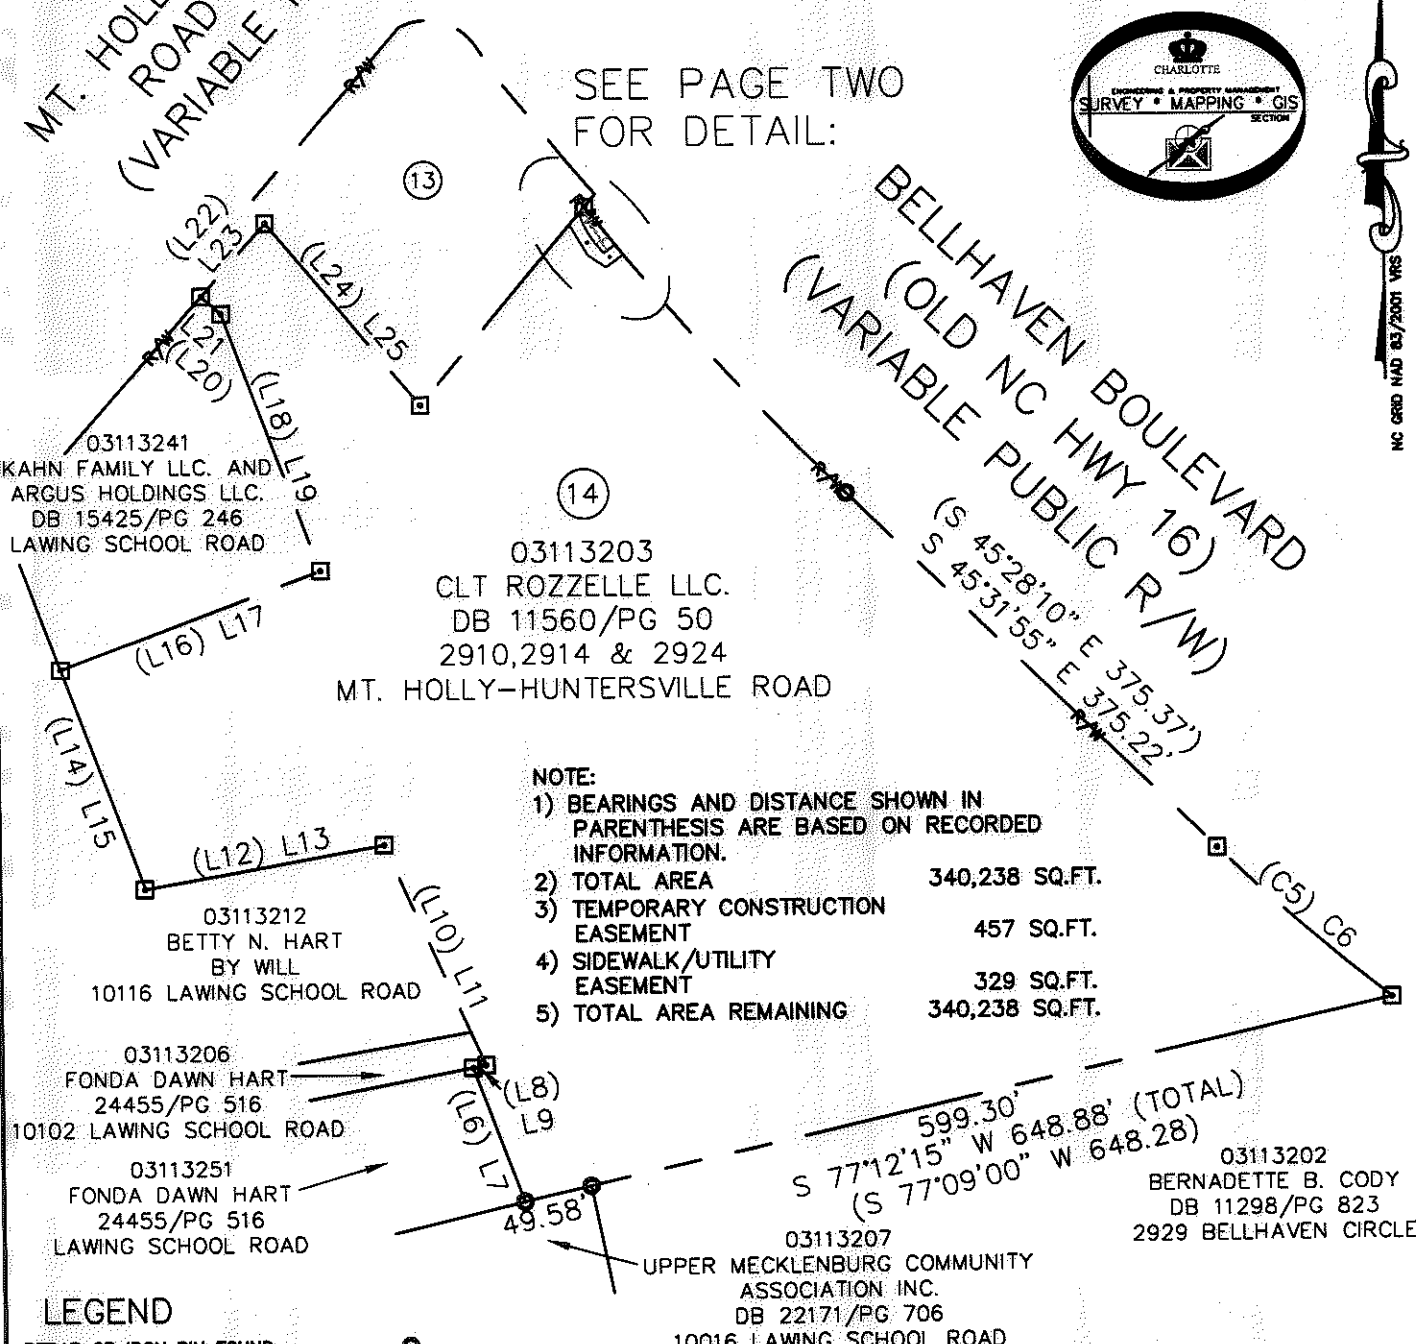 MT. HOLL
ROAD
(VARIABLE
R/W
SEE PAGE TWO
FOR DETAIL:
CHARLOTTE
ENGINEERING & PROPERTY MANAGEMENT
SURVEY * MAPPING * GIS
SECTION
NC GRID NAD 83/2001 VRS
13
(L22)
L23
(L24) L25
R/W
L21
(L20)
(L18) L19
BELLHAVEN BOULEVARD
(OLD NC HWY 16)
(VARIABLE PUBLIC R/W)
R/W
(S 45°28'10" E 375.37')
S 45°31'55" E 375.22'
R/W
03113241
KAHN FAMILY LLC. AND
ARGUS HOLDINGS LLC.
DB 15425/PG 246
LAWING SCHOOL ROAD
14
03113203
CLT ROZZELLE LLC.
DB 11560/PG 50
2910,2914 & 2924
MT. HOLLY-HUNTERSVILLE ROAD
(L16) L17
(L14) L15
(L12) L13
(L10) L11
NOTE:
1) BEARINGS AND DISTANCE SHOWN IN
PARENTHESIS ARE BASED ON RECORDED
INFORMATION.
2) TOTAL AREA 340,238 SQ.FT.
3) TEMPORARY CONSTRUCTION
EASEMENT 457 SQ.FT.
4) SIDEWALK/UTILITY
EASEMENT 329 SQ.FT.
5) TOTAL AREA REMAINING 340,238 SQ.FT.
(C5) C6
03113212
BETTY N. HART
BY WILL
10116 LAWING SCHOOL ROAD
03113206
FONDA DAWN HART
24455/PG 516
10102 LAWING SCHOOL ROAD
(L8)
L9
(L6) L7
03113251
FONDA DAWN HART
24455/PG 516
LAWING SCHOOL ROAD
49.58'
599.30'
S 77°12'15" W 648.88' (TOTAL)
(S 77°09'00" W 648.28)
03113202
BERNADETTE B. CODY
DB 11298/PG 823
2929 BELLHAVEN CIRCLE
03113207
UPPER MECKLENBURG COMMUNITY
ASSOCIATION INC.
DB 22171/PG 706
10016 LAWING SCHOOL ROAD
LEGEND